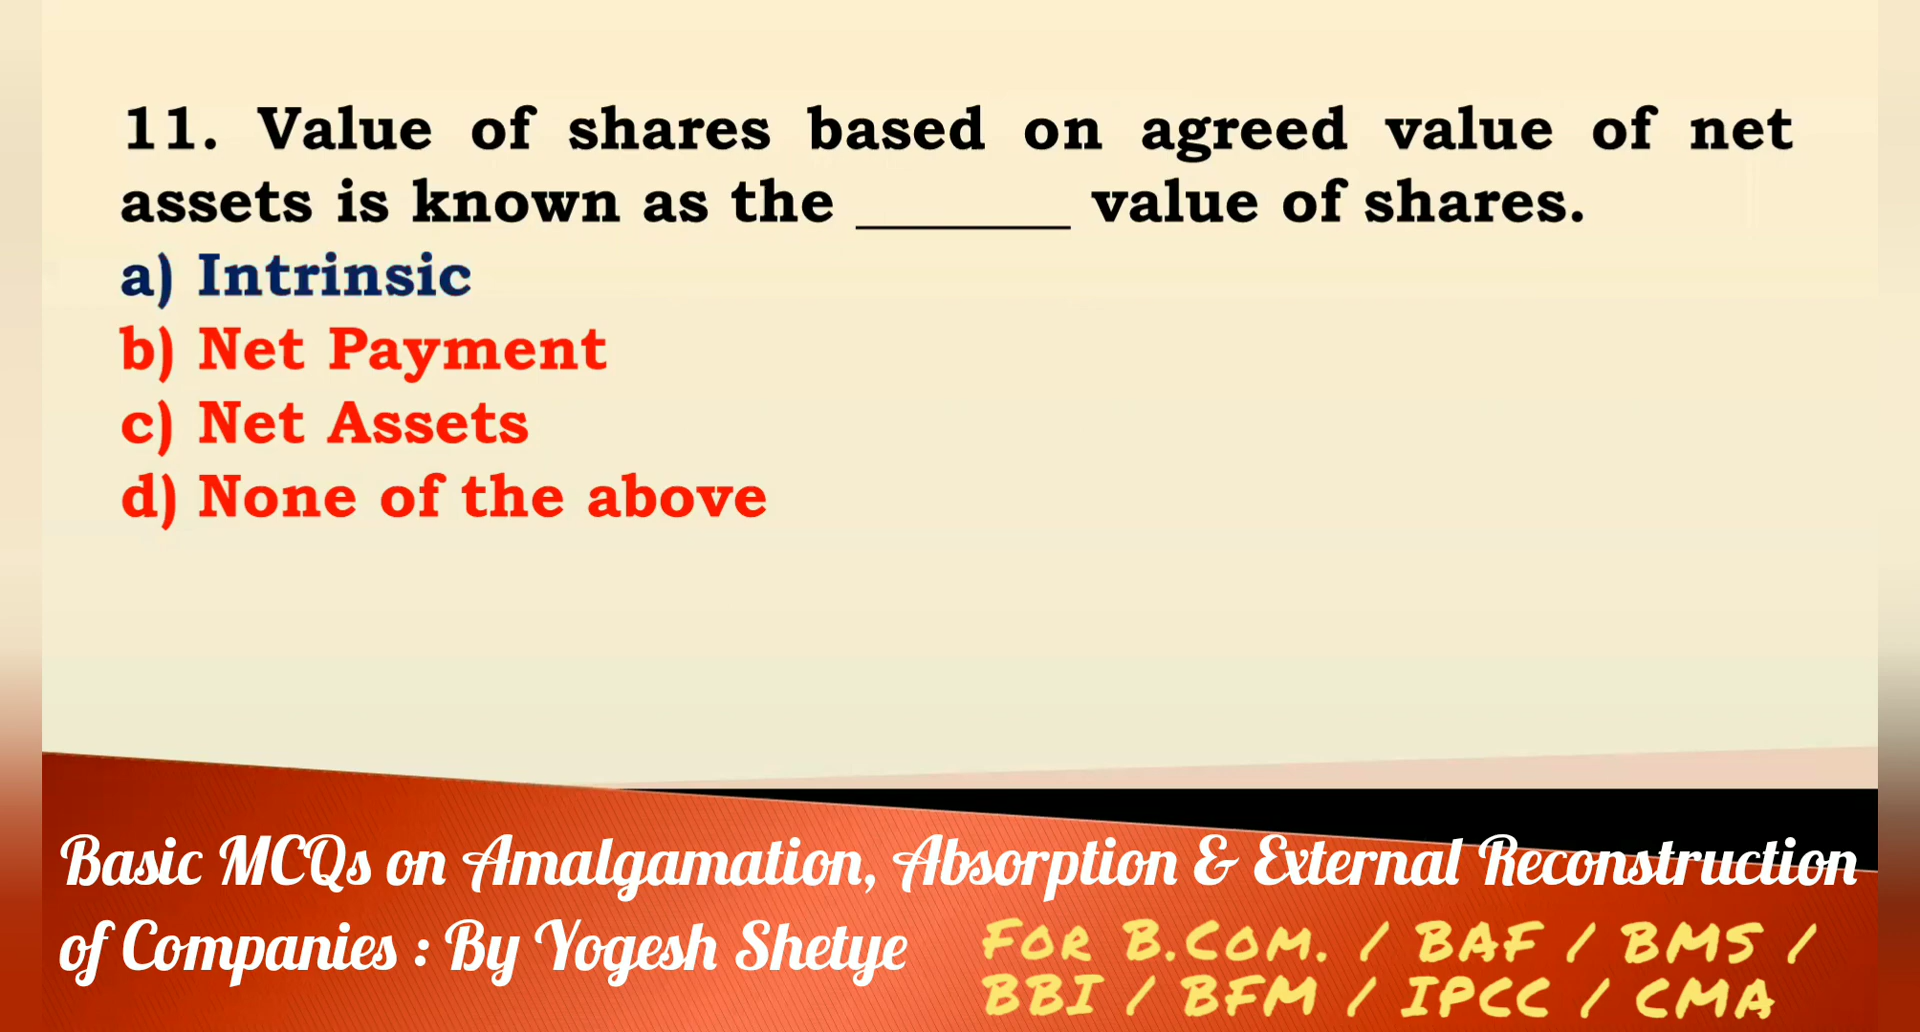 11. Value of shares based on agreed value of net
assets is known as the _______ value of shares.
a) Intrinsic
b) Net Payment
c) Net Assets
d) None of the above
Basic MCQs on Amalgamation, Absorption & External Reconstruction
of Companies : By Yogesh Shetye
FOR B.COM. / BAF / BMS /
BBI / BFM / IPCC / CMA